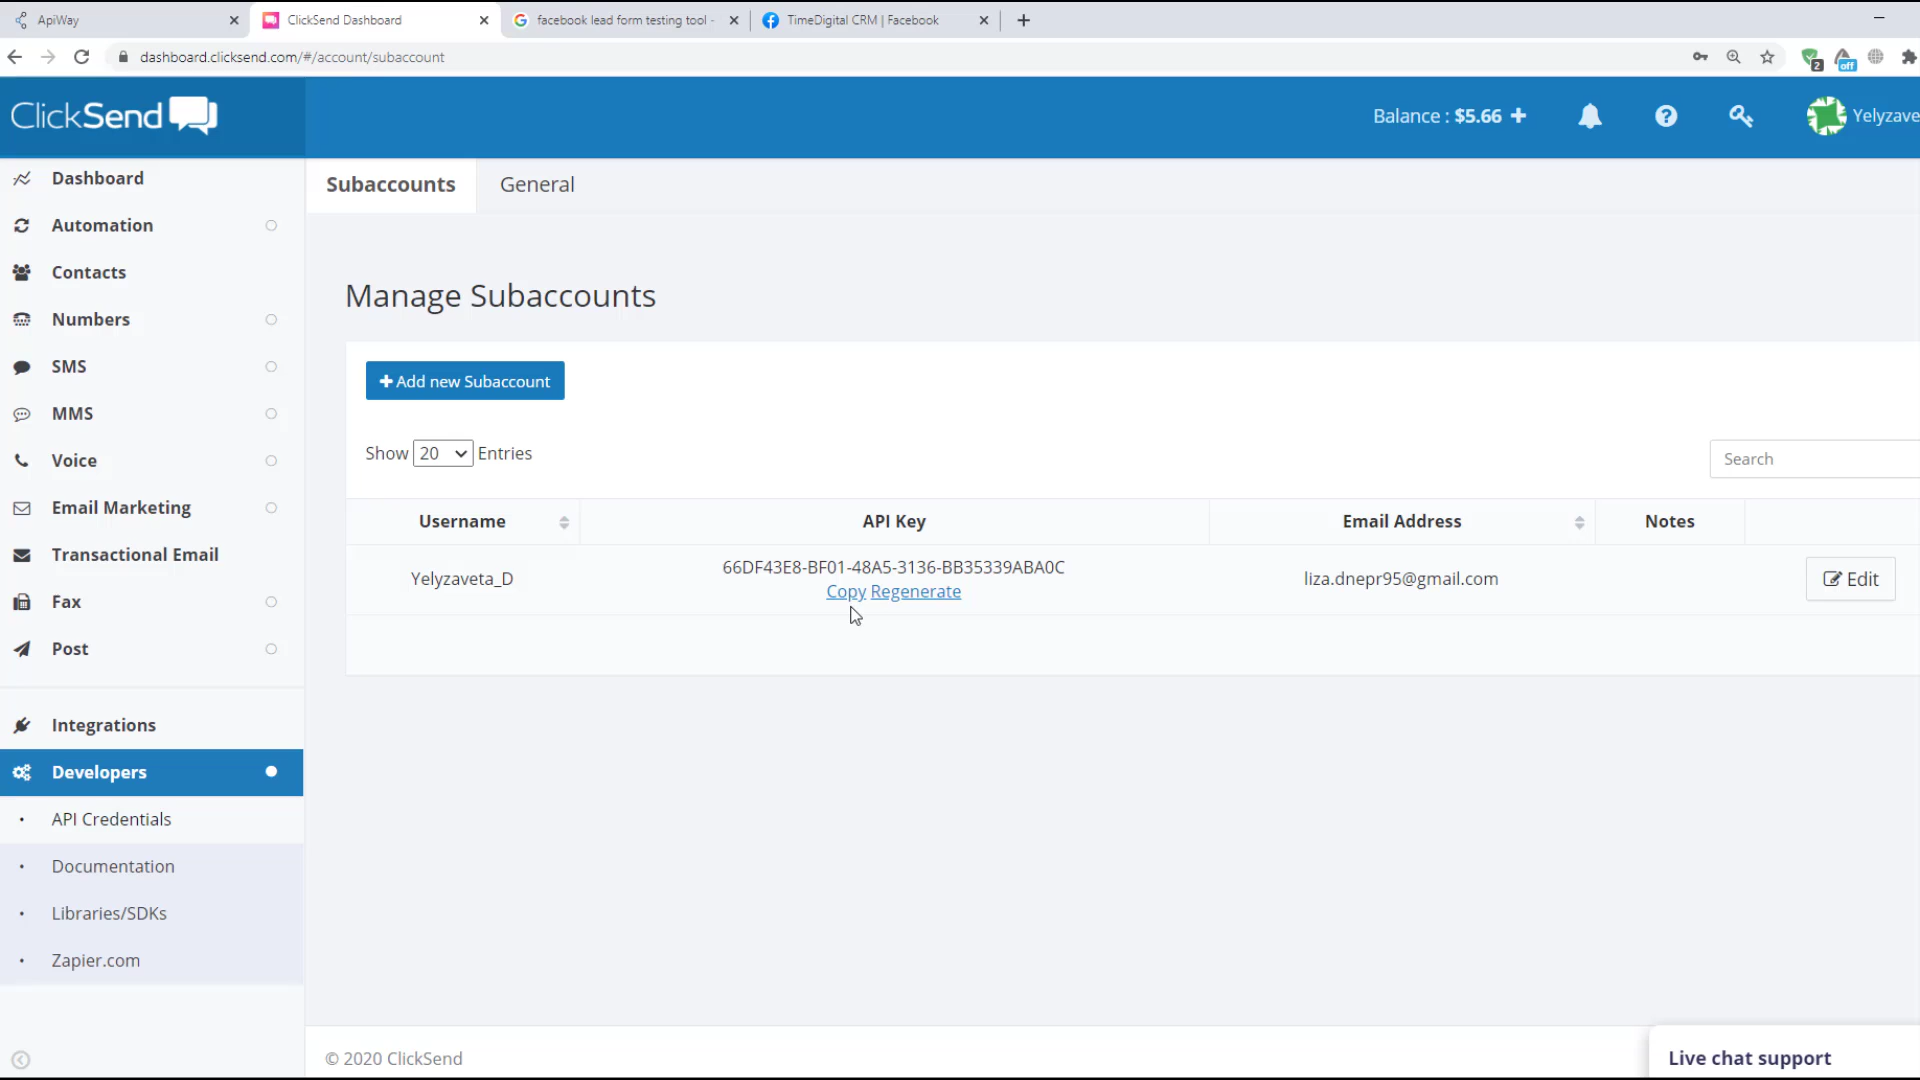 ApiWay
ClickSend Dashboard
facebook lead form testing tool -
TimeDigital CRM | Facebook
dashboard.clicksend.com/#/account/subaccount
2
off
ClickSend
Balance : $5.66
Yelyzave
Dashboard
Automation
Contacts
Numbers
SMS
MMS
Voice
Email Marketing
Transactional Email
Fax
Post
Integrations
Developers
API Credentials
Documentation
Libraries/SDKs
Zapier.com
Subaccounts
General
Manage Subaccounts
+ Add new Subaccount
Show 20 Entries
Search
Username
API Key
Email Address
Notes
Yelyzaveta_D
66DF43E8-BF01-48A5-3136-BB35339ABA0C
Copy Regenerate
liza.dnepr95@gmail.com
Edit
© 2020 ClickSend
Live chat support